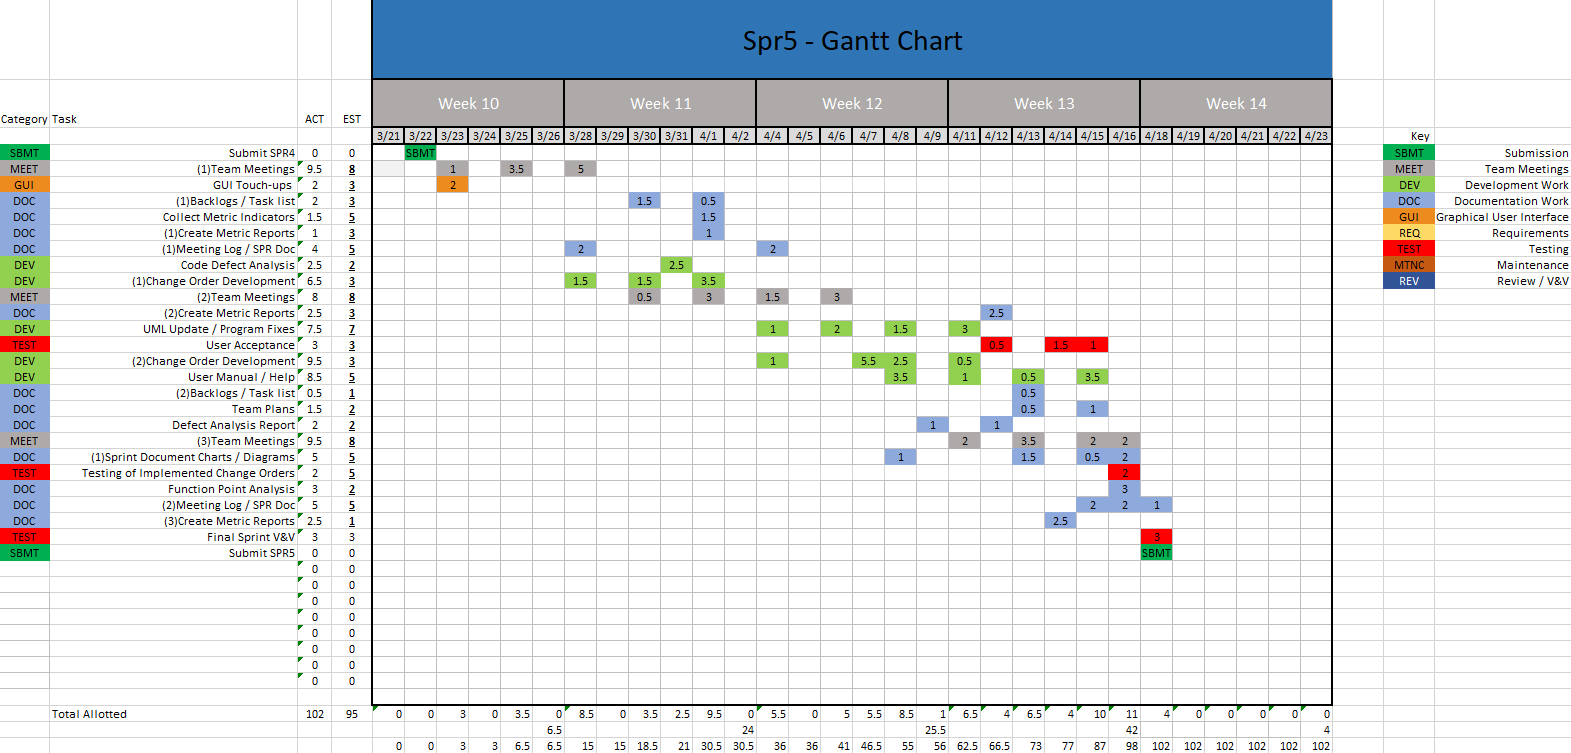 Spr5 - Gantt Chart
Week 10 Week 11 Week 12 Week 13 Week 14
Category Task ACT EST
3/21 3/22 3/23 3/24 3/25 3/26 3/28 3/29 3/30 3/31 4/1 4/2 4/4 4/5 4/6 4/7 4/8 4/9 4/11 4/12 4/13 4/14 4/15 4/16 4/18 4/19 4/20 4/21 4/22 4/23 Key
SBMT Submit SPR4 0 0 SBMT SBMT Submission
MEET (1)Team Meetings 9.5 8 1 3.5 5 MEET Team Meetings
GUI GUI Touch-ups 2 3 2 DEV Development Work
DOC (1)Backlogs / Task list 2 3 1.5 0.5 DOC Documentation Work
DOC Collect Metric Indicators 1.5 5 1.5 GUI Graphical User Interface
DOC (1)Create Metric Reports 1 3 1 REQ Requirements
DOC (1)Meeting Log / SPR Doc 4 5 2 2 TEST Testing
DEV Code Defect Analysis 2.5 2 2.5 MTNC Maintenance
DEV (1)Change Order Development 6.5 3 1.5 1.5 3.5 REV Review / V&V
MEET (2)Team Meetings 8 8 0.5 3 1.5 3
DOC (2)Create Metric Reports 2.5 3 2.5
DEV UML Update / Program Fixes 7.5 7 1 2 1.5 3
TEST User Acceptance 3 3 0.5 1.5 1
DEV (2)Change Order Development 9.5 3 1 5.5 2.5 0.5
DEV User Manual / Help 8.5 5 3.5 1 0.5 3.5
DOC (2)Backlogs / Task list 0.5 1 0.5
DOC Team Plans 1.5 2 0.5 1
DOC Defect Analysis Report 2 2 1 1
MEET (3)Team Meetings 9.5 8 2 3.5 2 2
DOC (1)Sprint Document Charts / Diagrams 5 5 1 1.5 0.5 2
TEST Testing of Implemented Change Orders 2 5 2
DOC Function Point Analysis 3 2 3
DOC (2)Meeting Log / SPR Doc 5 5 2 2 1
DOC (3)Create Metric Reports 2.5 1 2.5
TEST Final Sprint V&V 3 3 3
SBMT Submit SPR5 0 0 SBMT
0 0
0 0
0 0
0 0
0 0
0 0
0 0
0 0
Total Allotted 102 95 0 0 3 0 3.5 0 8.5 0 3.5 2.5 9.5 0 5.5 0 5 5.5 8.5 1 6.5 4 6.5 4 10 11 4 0 0 0 0 0
6.5 24 25.5 42 4
0 0 3 3 6.5 6.5 15 15 18.5 21 30.5 30.5 36 36 41 46.5 55 56 62.5 66.5 73 77 87 98 102 102 102 102 102 102